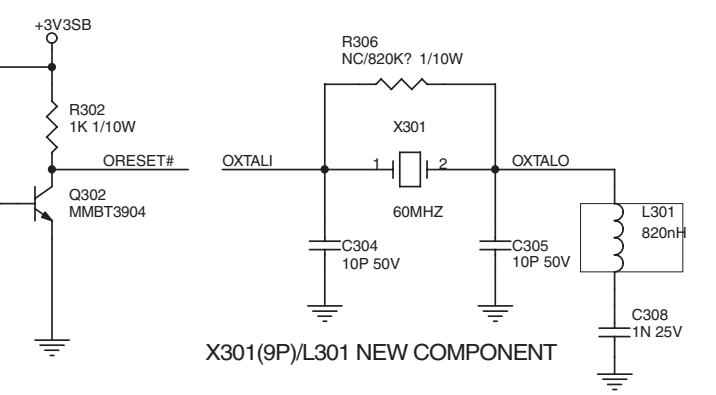 +3V3SB
R306
NC/820K? 1/10W
R302
1K 1/10W
X301
ORESET#
OXTALI
1
2
OXTALO
Q302
MMBT3904
60MHZ
L301
820nH
C304
10P 50V
C305
10P 50V
C308
1N 25V
X301(9P)/L301 NEW COMPONENT